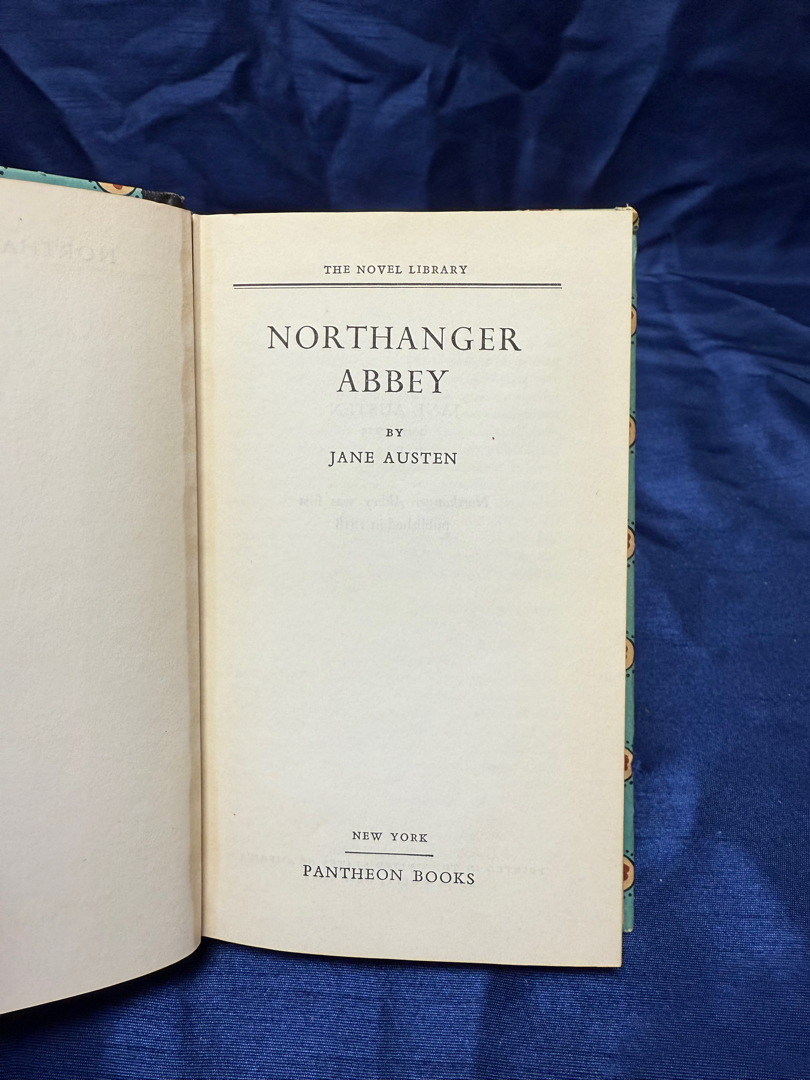 THE NOVEL LIBRARY
NORTHANGER
ABBEY
BY
JANE AUSTEN
NEW YORK
PANTHEON BOOKS